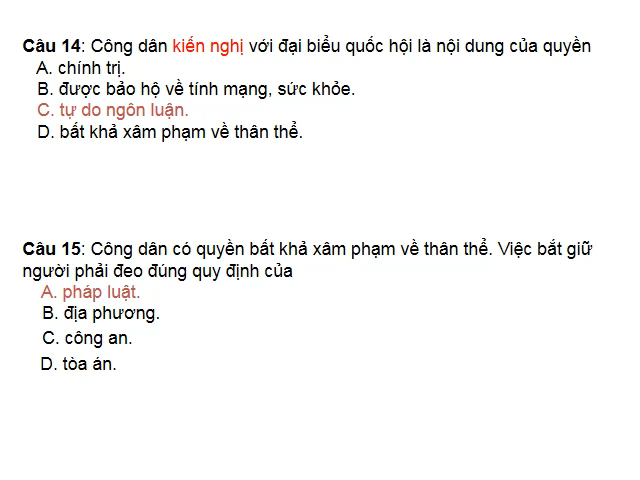 Câu 14: Công dân kiến nghị với đại biểu quốc hội là nội dung của quyền
A. chính trị.
B. được bảo hộ về tính mạng, sức khỏe.
C. tự do ngôn luận.
D. bất khả xâm phạm về thân thể.
Câu 15: Công dân có quyền bất khả xâm phạm về thân thể. Việc bắt giữ
người phải đeo đúng quy định của
A. pháp luật.
B. địa phương.
C. công an.
D. tòa án.